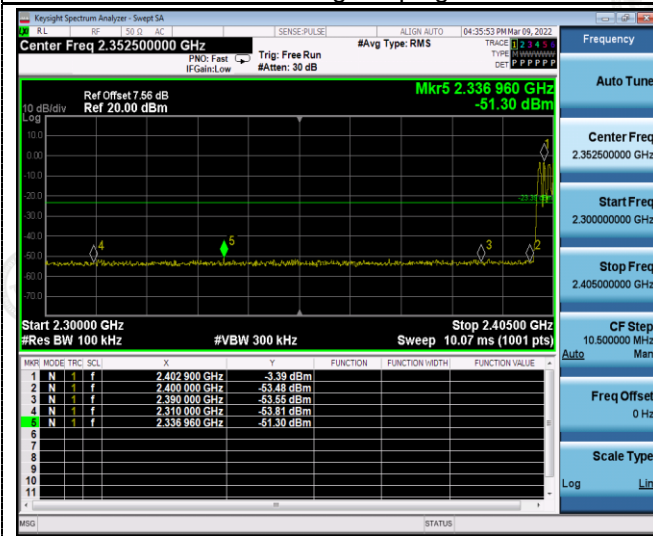 Keysight Spectrum Analyzer - Swept SA
RL RF 50 Ω AC SENSE:PULSE ALIGN AUTO 04:35:53 PM Mar 09, 2022
Center Freq 2.352500000 GHz
PNO: Fast
IFGain:Low
Trig: Free Run
#Atten: 30 dB
#Avg Type: RMS
TRACE 1 2 3 4 5 6
TYPE M WWWWW
DET P P P P P P
Mkr5 2.336 960 GHz
-51.30 dBm
Ref Offset 7.56 dB
Ref 20.00 dBm
10 dB/div
Log
10.0
0.00
-10.0
-20.0
-30.0
-40.0
-50.0
-60.0
-70.0
1
2
3
4
5
Start 2.30000 GHz
Stop 2.40500 GHz
#Res BW 100 kHz #VBW 300 kHz Sweep 10.07 ms (1001 pts)
MKR MODE TRC SCL X Y FUNCTION FUNCTION WIDTH FUNCTION VALUE
1 N 1 f 2.402 900 GHz -3.39 dBm
2 N 1 f 2.400 000 GHz -53.48 dBm
3 N 1 f 2.390 000 GHz -53.55 dBm
4 N 1 f 2.310 000 GHz -53.81 dBm
5 N 1 f 2.336 960 GHz -51.30 dBm
6
7
8
9
10
11
MSG STATUS
Frequency
Auto Tune
Center Freq
2.352500000 GHz
Start Freq
2.300000000 GHz
Stop Freq
2.405000000 GHz
CF Step
10.500000 MHz
Auto Man
Freq Offset
0 Hz
Scale Type
Log Lin